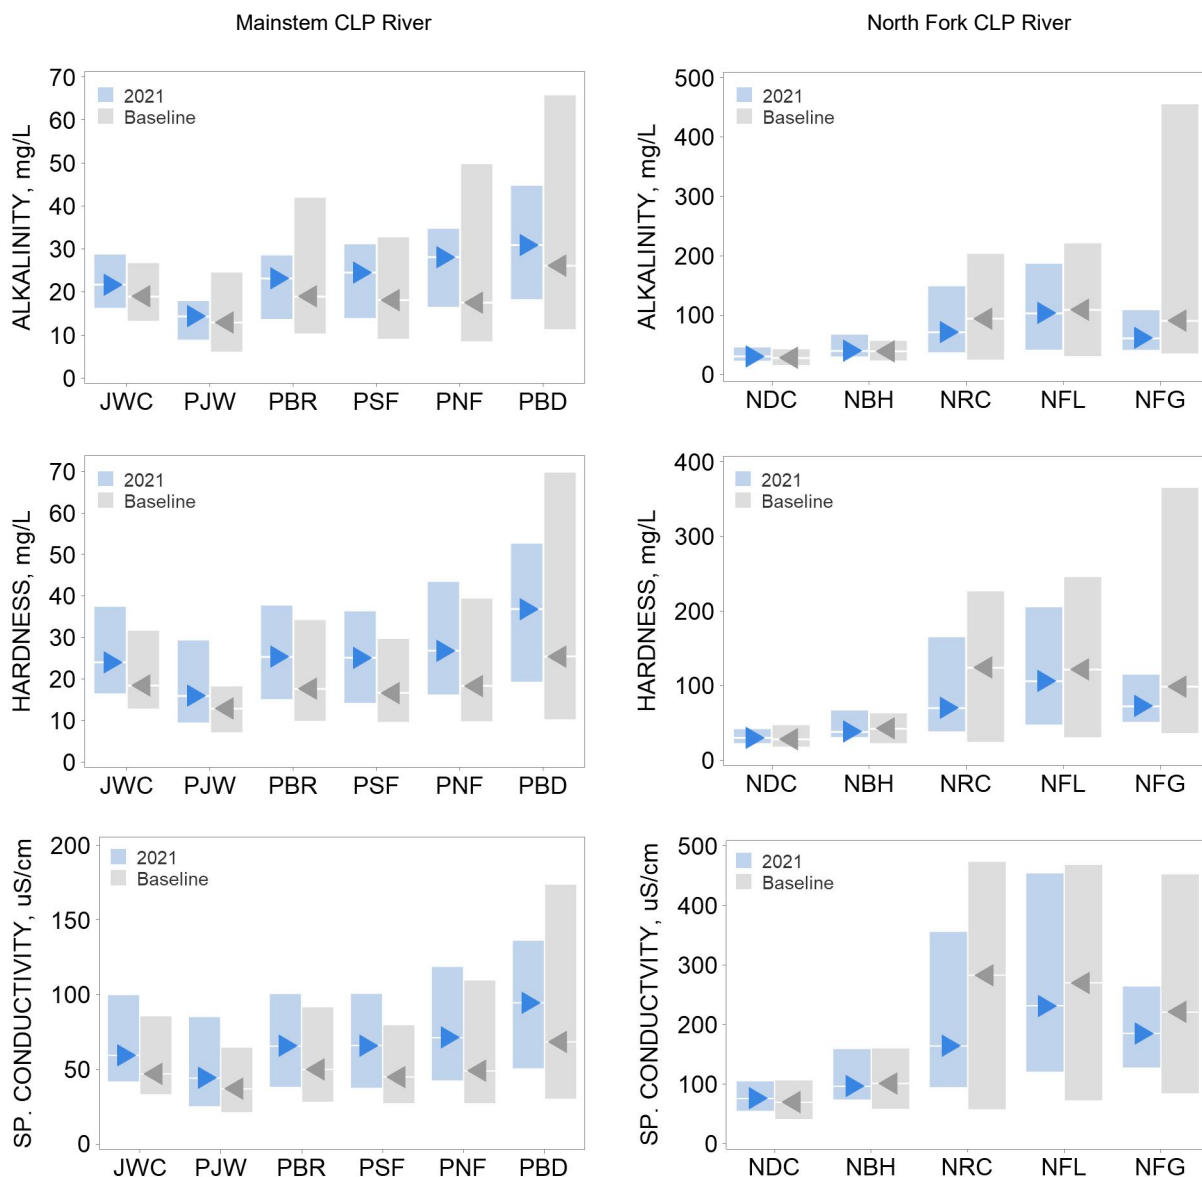 Mainstem CLP River
North Fork CLP River
ALKALINITY, mg/L
70
60
50
40
30
20
10
0
2021
Baseline
JWC PJW PBR PSF PNF PBD
ALKALINITY, mg/L
500
400
300
200
100
0
2021
Baseline
NDC NBH NRC NFL NFG
HARDNESS, mg/L
70
60
50
40
30
20
10
0
2021
Baseline
JWC PJW PBR PSF PNF PBD
HARDNESS, mg/L
400
300
200
100
0
2021
Baseline
NDC NBH NRC NFL NFG
SP. CONDUCTIVITY, uS/cm
200
150
100
50
0
2021
Baseline
JWC PJW PBR PSF PNF PBD
SP. CONDUCTVITY, uS/cm
500
400
300
200
100
0
2021
Baseline
NDC NBH NRC NFL NFG